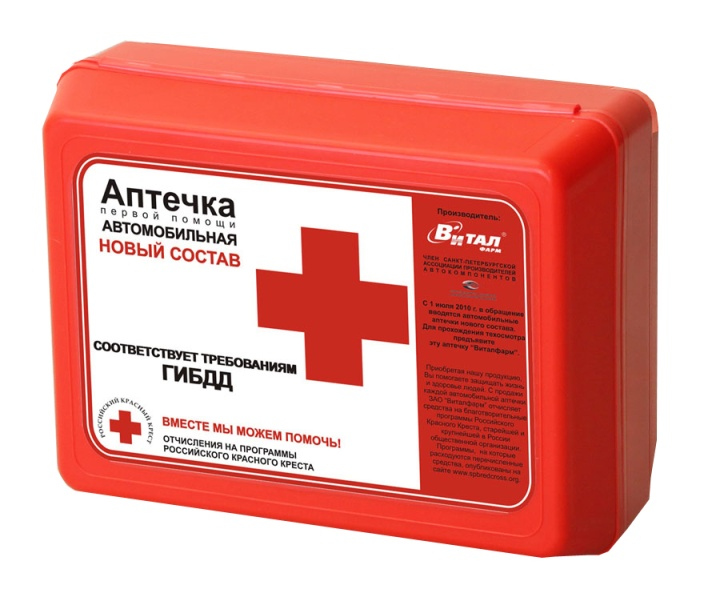 Аптечка
первой помощи
АВТОМОБИЛЬНАЯ
НОВЫЙ СОСТАВ
СООТВЕТСТВУЕТ ТРЕБОВАНИЯМ
ГИБДД
РОССИЙСКИЙ КРАСНЫЙ КРЕСТ
ВМЕСТЕ МЫ МОЖЕМ ПОМОЧЬ!
ОТЧИСЛЕНИЯ НА ПРОГРАММЫ
РОССИЙСКОГО КРАСНОГО КРЕСТА
Производитель:
ВИТАЛ®
ФАРМ
ЧЛЕН САНКТ-ПЕТЕРБУРГСКОЙ
АССОЦИАЦИИ ПРОИЗВОДИТЕЛЕЙ
АВТОКОМПОНЕНТОВ
С 1 июля 2010 г. в обращение
вводятся автомобильные
аптечки нового состава.
Для прохождения техосмотра
предъявите
эту аптечку "Виталфарм".
Приобретая нашу продукцию,
Вы помогаете защищать жизнь
и здоровье людей. С продажи
каждой автомобильной аптечки
ЗАО "Виталфарм" отчисляет
средства на благотворительные
программы Российского
Красного Креста, старейшей и
крупнейшей в России
общественной организации.
Программы, на которые
расходуются перечисленные
средства, опубликованы на
сайте www.spbredcross.org.